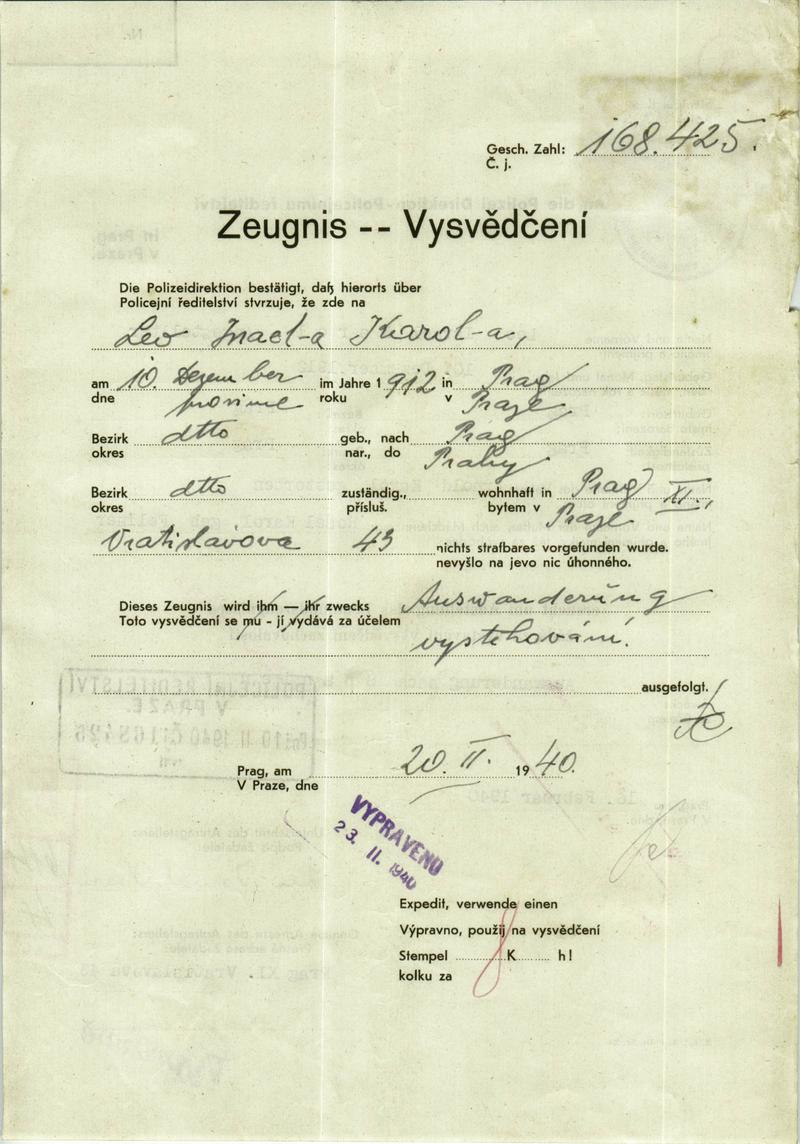 Nr.
Gesch. Zahl: 168.425.
Č. j.
Zeugnis -- Vysvědčení
Die Polizeidirektion bestätigt, daß hierorts über
Policejní ředitelství stvrzuje, že zde na
Leo Israel-a Karol-a,
am 10. Dezember im Jahre 1912 in Prag
dne prosince roku v Praze
Bezirk dtto geb., nach Prag
okres nar., do Prahy
Bezirk dtto zuständig., wohnhaft in Prag II.,
okres přísluš. bytem v Praze
Vratislavova 43 nichts strafbares vorgefunden wurde.
nevyšlo na jevo nic úhonného.
Dieses Zeugnis wird ihm — ihr zwecks Auswanderung
Toto vysvědčení se mu - jí vydává za účelem
vystěhování.
ausgefolgt.
Prag, am 20. II. 1940.
V Praze, dne
VYPRAVENO
23. II. 1940
Expedit, verwende einen
Výpravno, použij na vysvědčení
Stempel 8 K h!
kolku za